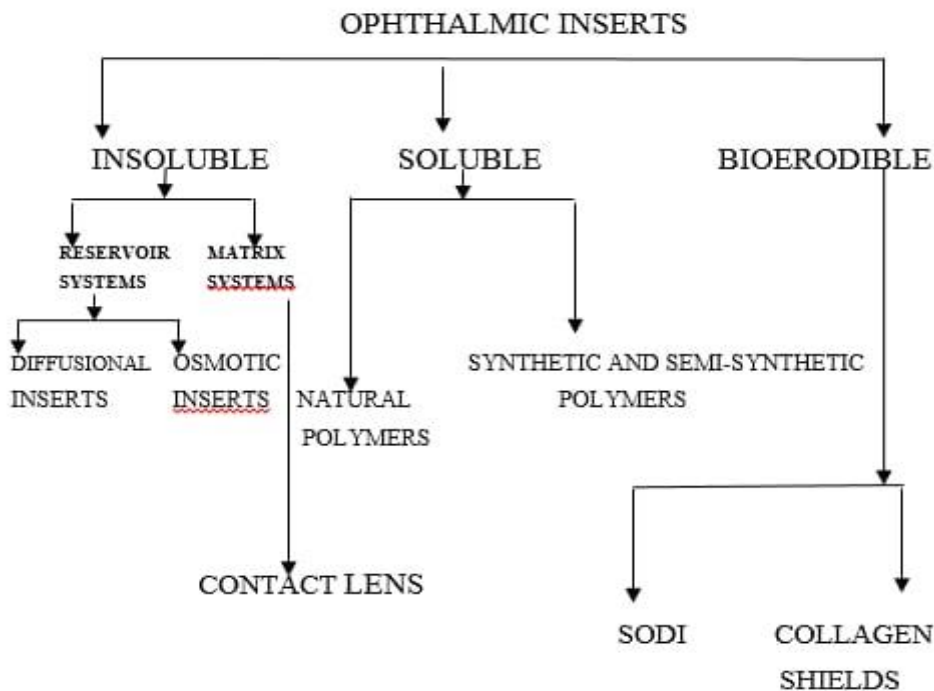 OPHTHALMIC INSERTS
INSOLUBLE
SOLUBLE
BIOERODIBLE
RESERVOIR
SYSTEMS
MATRIX
SYSTEMS
DIFFUSIONAL
INSERTS
OSMOTIC
INSERTS
NATURAL
POLYMERS
SYNTHETIC AND SEMI-SYNTHETIC
POLYMERS
CONTACT LENS
SODI
COLLAGEN
SHIELDS